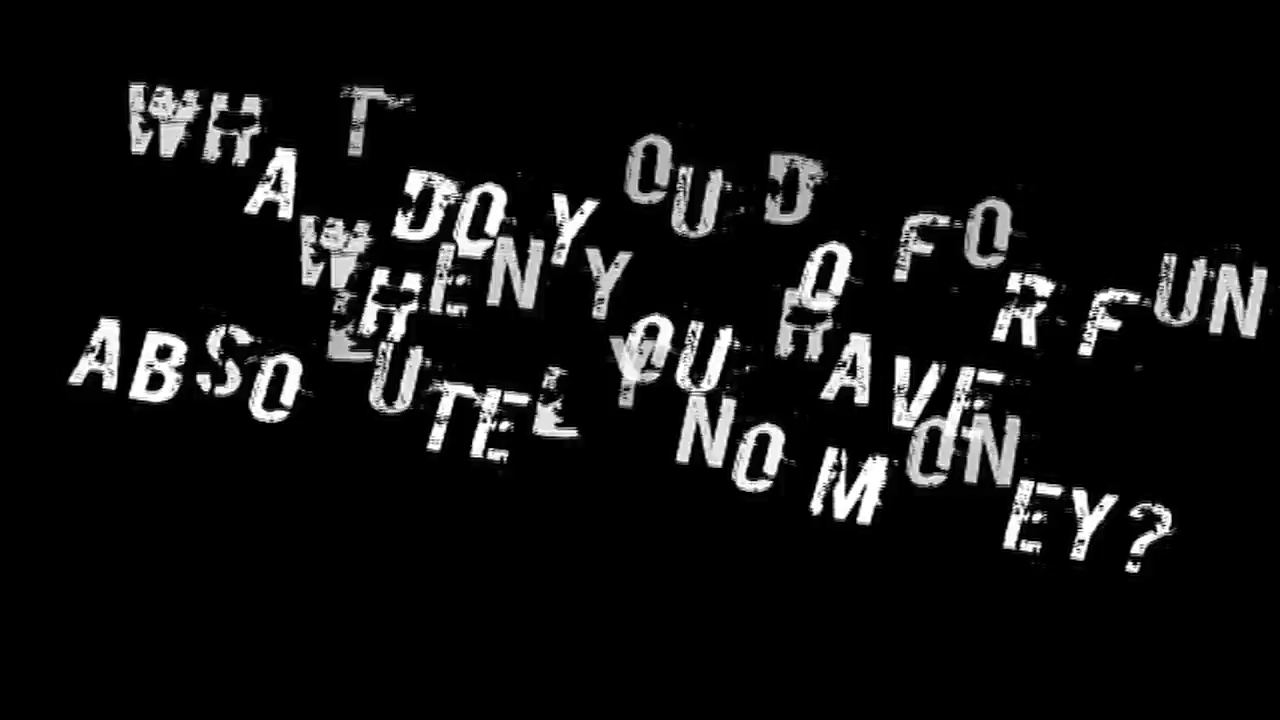 WHAT DO YOU DO FOR FUN
WHEN YOU HAVE
ABSOLUTELY NO MONEY?